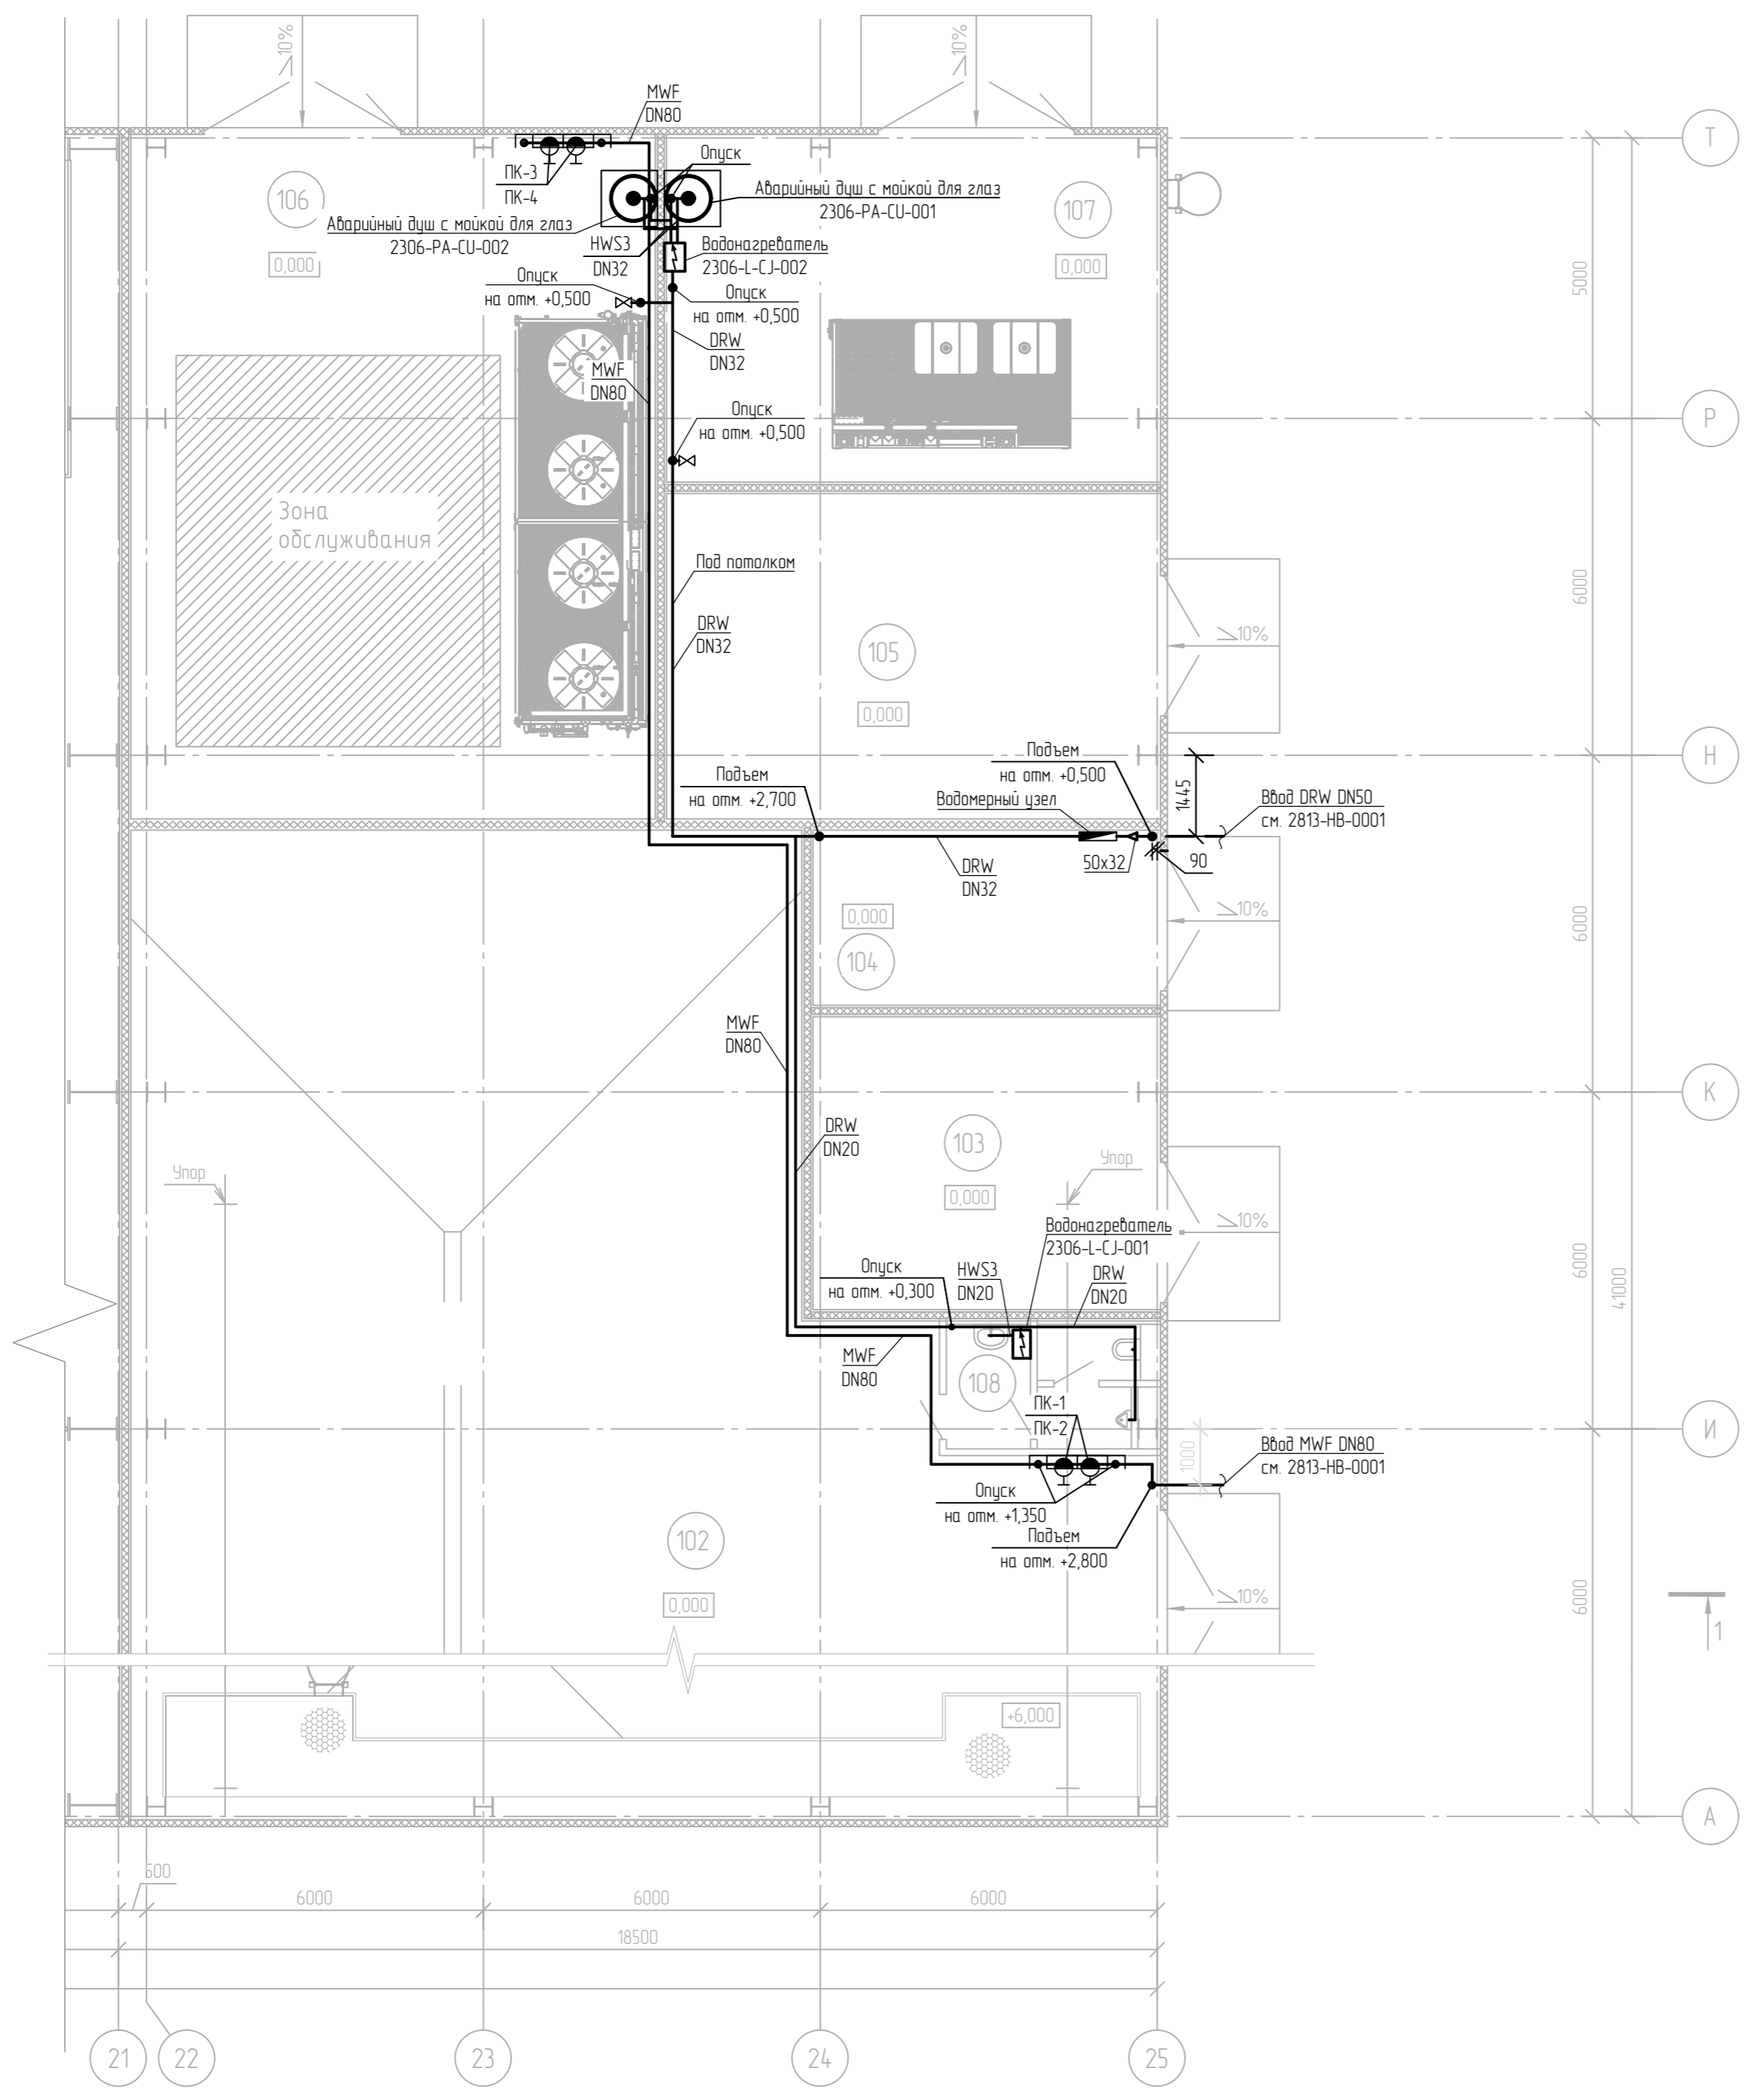 10%
10%
MWF
DN80
Т
Опуск
ПК-3
ПК-4
106
Аварийный душ с мойкой для глаз
2306-PA-CU-001
107
Аварийный душ с мойкой для глаз
2306-PA-CU-002
HWS3
DN32
Водонагреватель
2306-L-CJ-002
0,000
0,000
5000
Опуск
на отм. +0,500
Опуск
на отм. +0,500
DRW
DN32
MWF
DN80
Опуск
на отм. +0,500
Р
Зона
обслуживания
Под потолком
6000
DRW
DN32
10%
105
0,000
Подъем
на отм. +0,500
Н
Подъем
на отм. +2,700
Водомерный узел
1445
Ввод DRW DN50
см. 2813-НВ-0001
50х32
90
DRW
DN32
0,000
10%
6000
104
MWF
DN80
К
DRW
DN20
103
Упор
Упор
0,000
10%
Водонагреватель
2306-L-CJ-001
6000
41000
Опуск
на отм. +0,300
HWS3
DN20
DRW
DN20
MWF
DN80
108
ПК-1
ПК-2
И
1000
Ввод MWF DN80
см. 2813-НВ-0001
Опуск
на отм. +1,350
102
Подъем
на отм. +2,800
0,000
10%
6000
1
+6,000
А
500
6000
6000
6000
18500
21
22
23
24
25